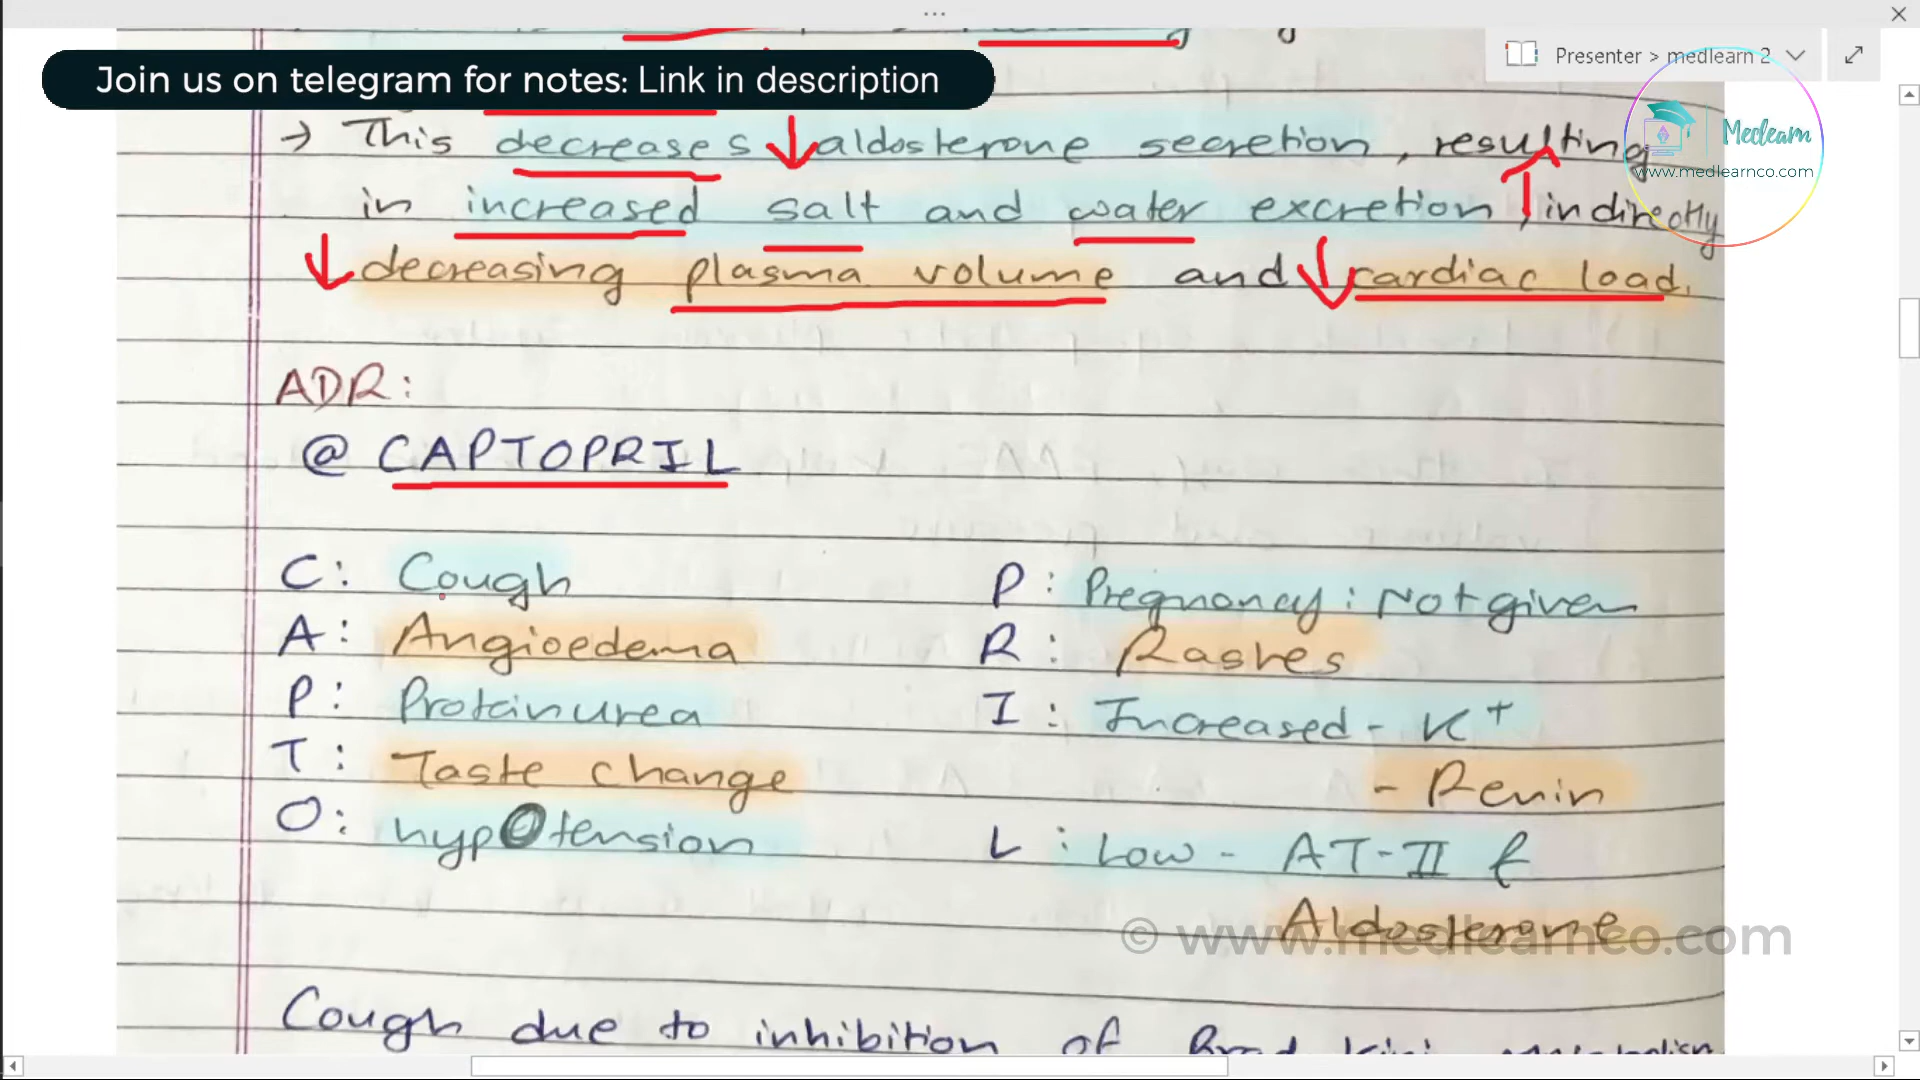 Presenter > medlearn 2
Join us on telegram for notes: Link in description
Medlearn
www.medlearnco.com
→ This decreases ↓ aldosterone secretion, resulting
in increased salt and water excretion, ↑ indirectly
↓ decreasing plasma volume and ↓ cardiac load.
ADR:
@ CAPTOPRIL
C: Cough
A: Angioedema
P: Proteinurea
T: Taste change
O: hypOtension
P: Pregnancy: Not given
R: Rashes
I: Increased - K+
- Renin
L: Low - AT-II &
Aldosterone
© www.medlearnco.com
Cough due to inhibition of